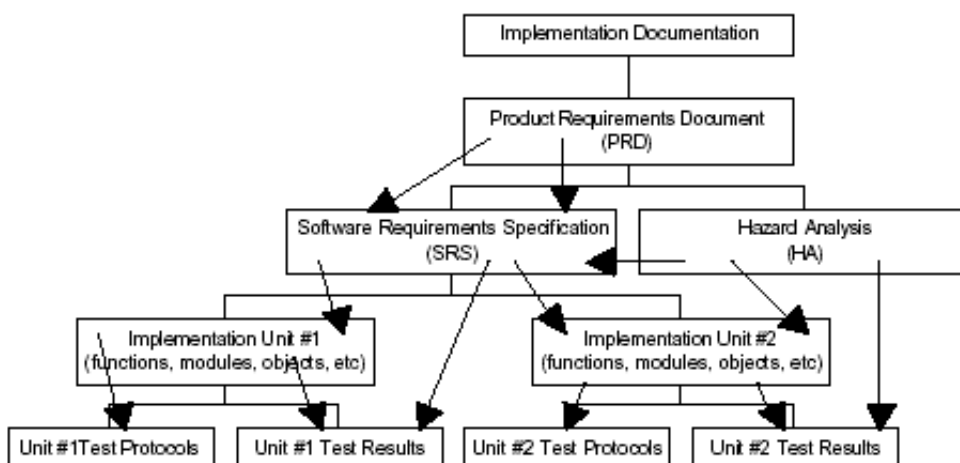 Implementation Documentation
Product Requirements Document
(PRD)
Software Requirements Specification
(SRS)
Hazard Analysis
(HA)
Implementation Unit #1
(functions, modules, objects, etc)
Implementation Unit #2
(functions, modules, objects, etc)
Unit #1Test Protocols
Unit #1 Test Results
Unit #2 Test Protocols
Unit #2 Test Results